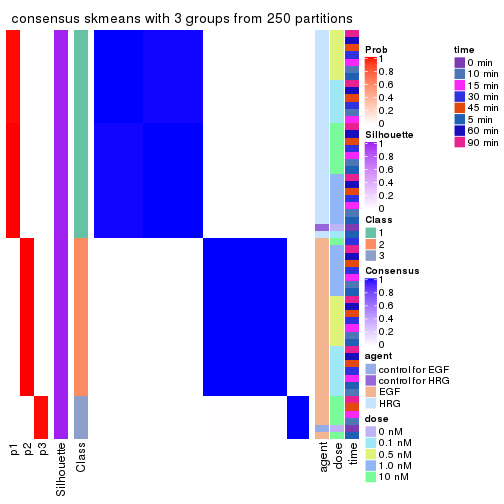 consensus skmeans with 3 groups from 250 partitions
Prob
1
0.8
0.6
0.4
0.2
0
Silhouette
1
0.8
0.6
0.4
0.2
0
Class
1
2
3
Consensus
1
0.8
0.6
0.4
0.2
0
agent
control for EGF
control for HRG
EGF
HRG
dose
0 nM
0.1 nM
0.5 nM
1.0 nM
10 nM
time
0 min
10 min
15 min
30 min
45 min
5 min
60 min
90 min
p1
p2
p3
Silhouette
Class
agent
dose
time